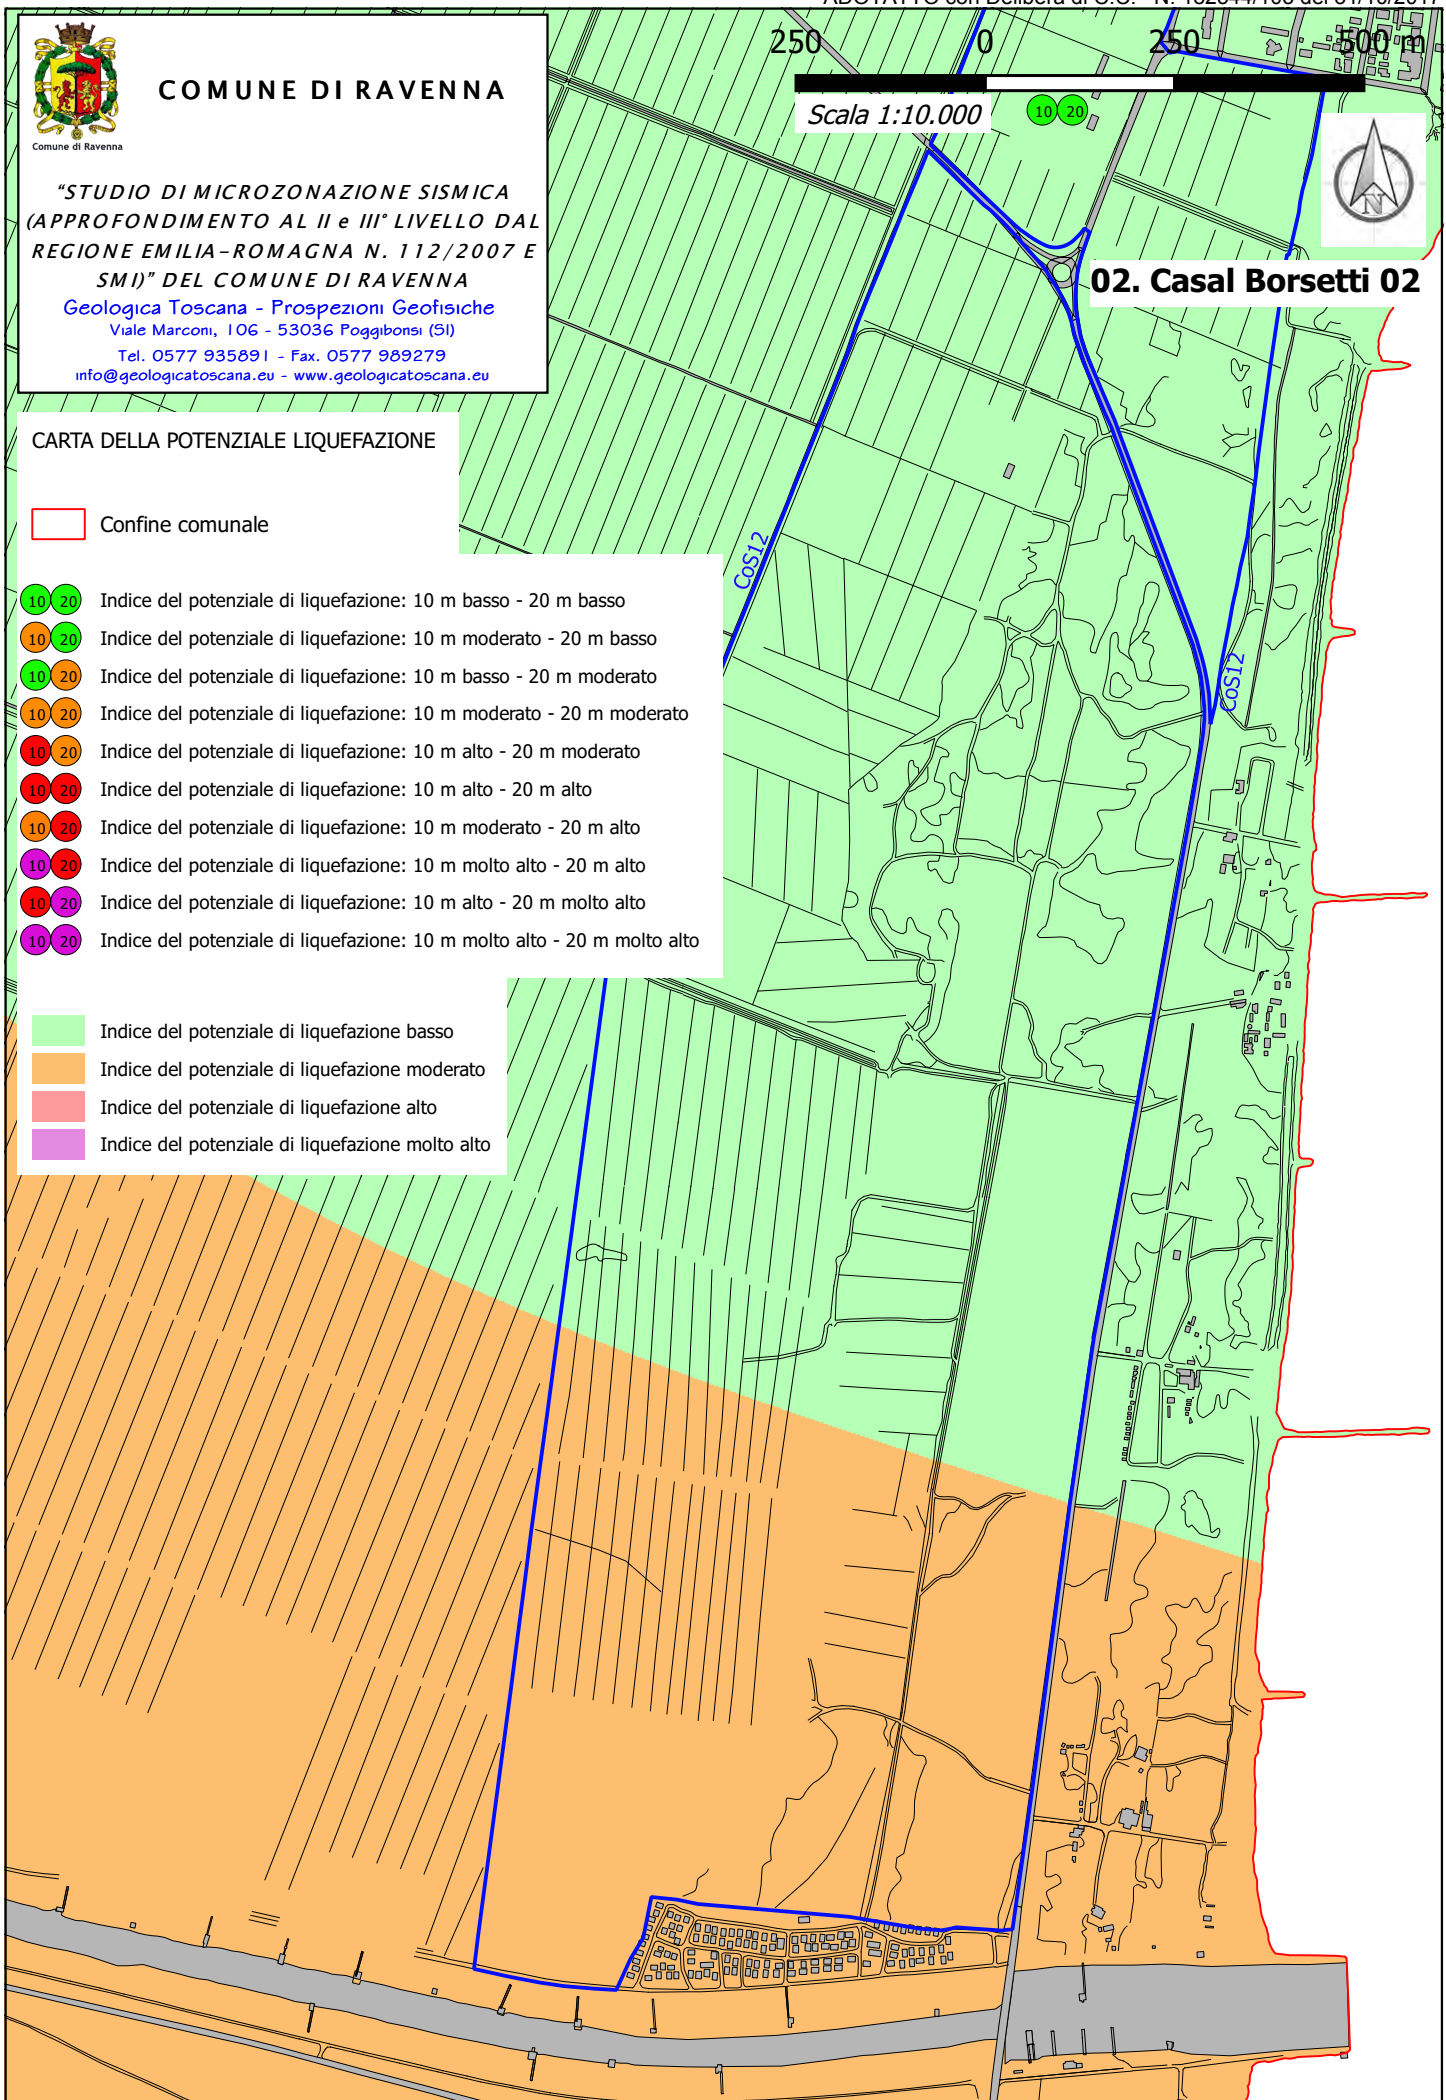 250 0 250 500 m
Scala 1:10.000
10 20
N
02. Casal Borsetti 02
COMUNE DI RAVENNA
Comune di Ravenna
"STUDIO DI MICROZONAZIONE SISMICA
(APPROFONDIMENTO AL II e III° LIVELLO DAL
REGIONE EMILIA-ROMAGNA N. 112/2007 E
SMI)" DEL COMUNE DI RAVENNA
Geologica Toscana - Prospezioni Geofisiche
Viale Marconi, 106 - 53036 Poggibonsi (SI)
Tel. 0577 935891 - Fax. 0577 989279
info@geologicatoscana.eu - www.geologicatoscana.eu
CARTA DELLA POTENZIALE LIQUEFAZIONE
Confine comunale
10 20 Indice del potenziale di liquefazione: 10 m basso - 20 m basso
10 20 Indice del potenziale di liquefazione: 10 m moderato - 20 m basso
10 20 Indice del potenziale di liquefazione: 10 m basso - 20 m moderato
10 20 Indice del potenziale di liquefazione: 10 m moderato - 20 m moderato
10 20 Indice del potenziale di liquefazione: 10 m alto - 20 m moderato
10 20 Indice del potenziale di liquefazione: 10 m alto - 20 m alto
10 20 Indice del potenziale di liquefazione: 10 m moderato - 20 m alto
10 20 Indice del potenziale di liquefazione: 10 m molto alto - 20 m alto
10 20 Indice del potenziale di liquefazione: 10 m alto - 20 m molto alto
10 20 Indice del potenziale di liquefazione: 10 m molto alto - 20 m molto alto
Indice del potenziale di liquefazione basso
Indice del potenziale di liquefazione moderato
Indice del potenziale di liquefazione alto
Indice del potenziale di liquefazione molto alto
CoS12
CoS12